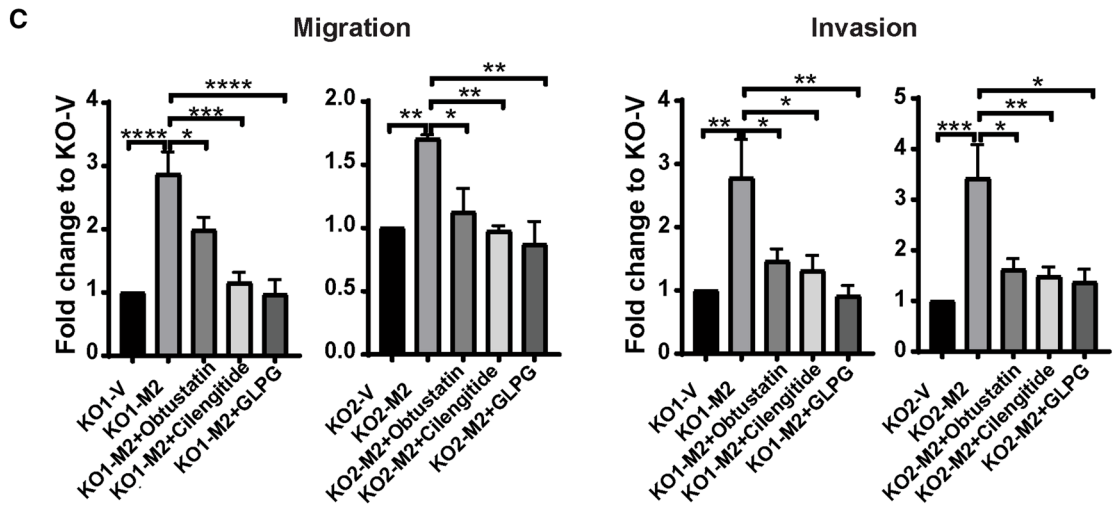 C
Migration
Invasion
Fold change to KO-V
4
3
2
1
0
****
*
***
****
KO1-V
KO1-M2
KO1-M2+Obtustatin
KO1-M2+Cilengitide
KO1-M2+GLPG
2.0
1.5
1.0
0.5
0.0
**
*
**
**
KO2-V
KO2-M2
KO2-M2+Obtustatin
KO2-M2+Cilengitide
KO2-M2+GLPG
Fold change to KO-V
4
3
2
1
0
**
*
*
**
KO1-V
KO1-M2
KO1-M2+Obtustatin
KO1-M2+Cilengitide
KO1-M2+GLPG
5
4
3
2
1
0
***
*
**
*
KO2-V
KO2-M2
KO2-M2+Obtustatin
KO2-M2+Cilengitide
KO2-M2+GLPG